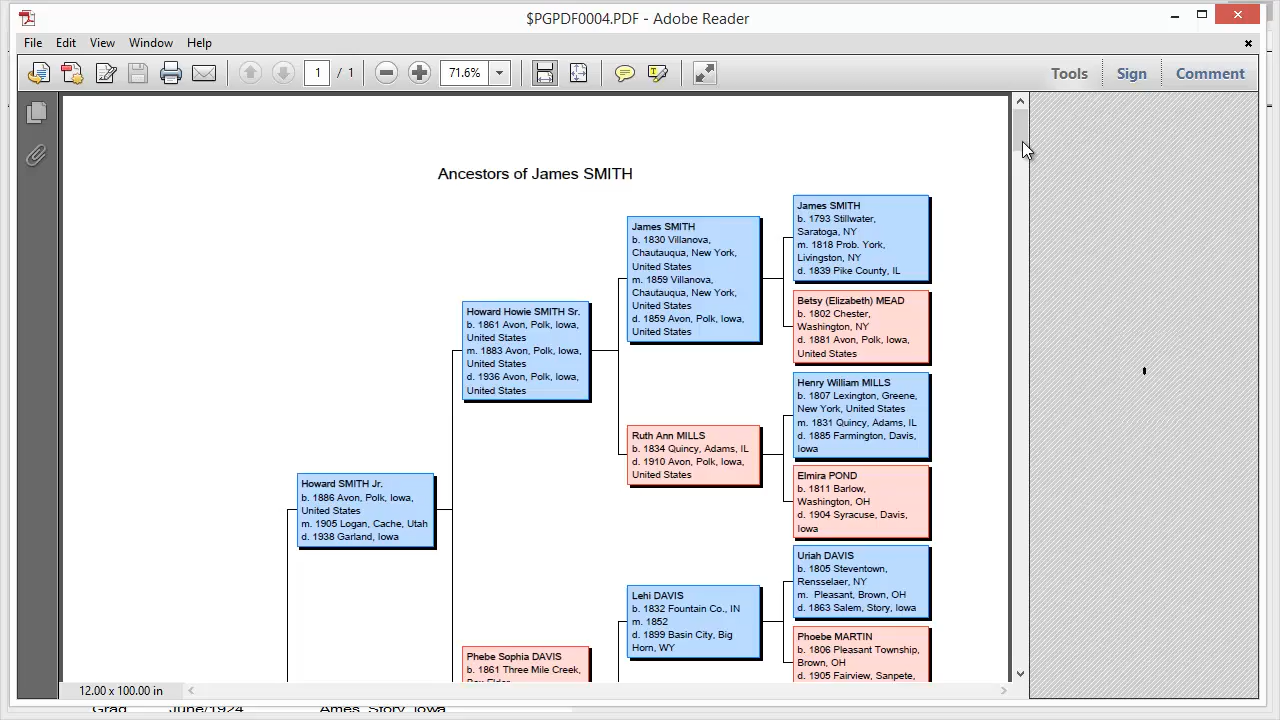 $PGPDF0004.PDF - Adobe Reader
File Edit View Window Help
1 / 1
71.6%
Tools Sign Comment
Ancestors of James SMITH
James SMITH
b. 1793 Stillwater,
Saratoga, NY
m. 1818 Prob. York,
Livingston, NY
d. 1839 Pike County, IL
James SMITH
b. 1830 Villanova,
Chautauqua, New York,
United States
m. 1859 Villanova,
Chautauqua, New York,
United States
d. 1859 Avon, Polk, Iowa,
United States
Betsy (Elizabeth) MEAD
b. 1802 Chester,
Washington, NY
d. 1881 Avon, Polk, Iowa,
United States
Howard Howie SMITH Sr.
b. 1861 Avon, Polk, Iowa,
United States
m. 1883 Avon, Polk, Iowa,
United States
d. 1936 Avon, Polk, Iowa,
United States
Henry William MILLS
b. 1807 Lexington, Greene,
New York, United States
m. 1831 Quincy, Adams, IL
d. 1885 Farmington, Davis,
Iowa
Ruth Ann MILLS
b. 1834 Quincy, Adams, IL
d. 1910 Avon, Polk, Iowa,
United States
Elmira POND
b. 1811 Barlow,
Washington, OH
d. 1904 Syracuse, Davis,
Iowa
Howard SMITH Jr.
b. 1886 Avon, Polk, Iowa,
United States
m. 1905 Logan, Cache, Utah
d. 1938 Garland, Iowa
Uriah DAVIS
b. 1805 Steventown,
Rensselaer, NY
m. Pleasant, Brown, OH
d. 1863 Salem, Story, Iowa
Lehi DAVIS
b. 1832 Fountain Co., IN
m. 1852
d. 1899 Basin City, Big
Horn, WY
Phoebe MARTIN
b. 1806 Pleasant Township,
Brown, OH
d. 1905 Fairview, Sanpete,
Phebe Sophia DAVIS
b. 1861 Three Mile Creek,
12.00 x 100.00 in
Grad June/1924 Ames, Story, Iowa